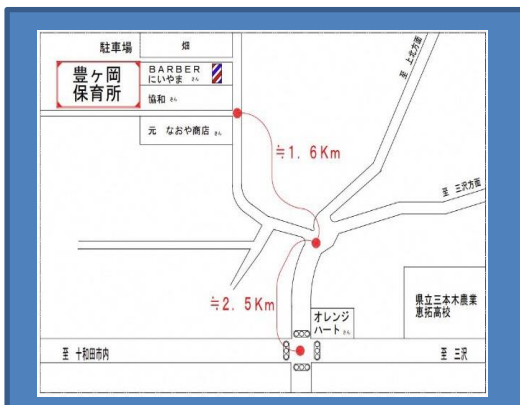 駐車場
畑
豊ヶ岡
保育所
BARBER
にいやま さん
協和 さん
元 なおや商店 さん
至 上北方面
≒1.6Km
至 三沢方面
≒2.5Km
オレンジ
ハート さん
県立三本木農業
恵拓高校
至 十和田市内
至 三沢